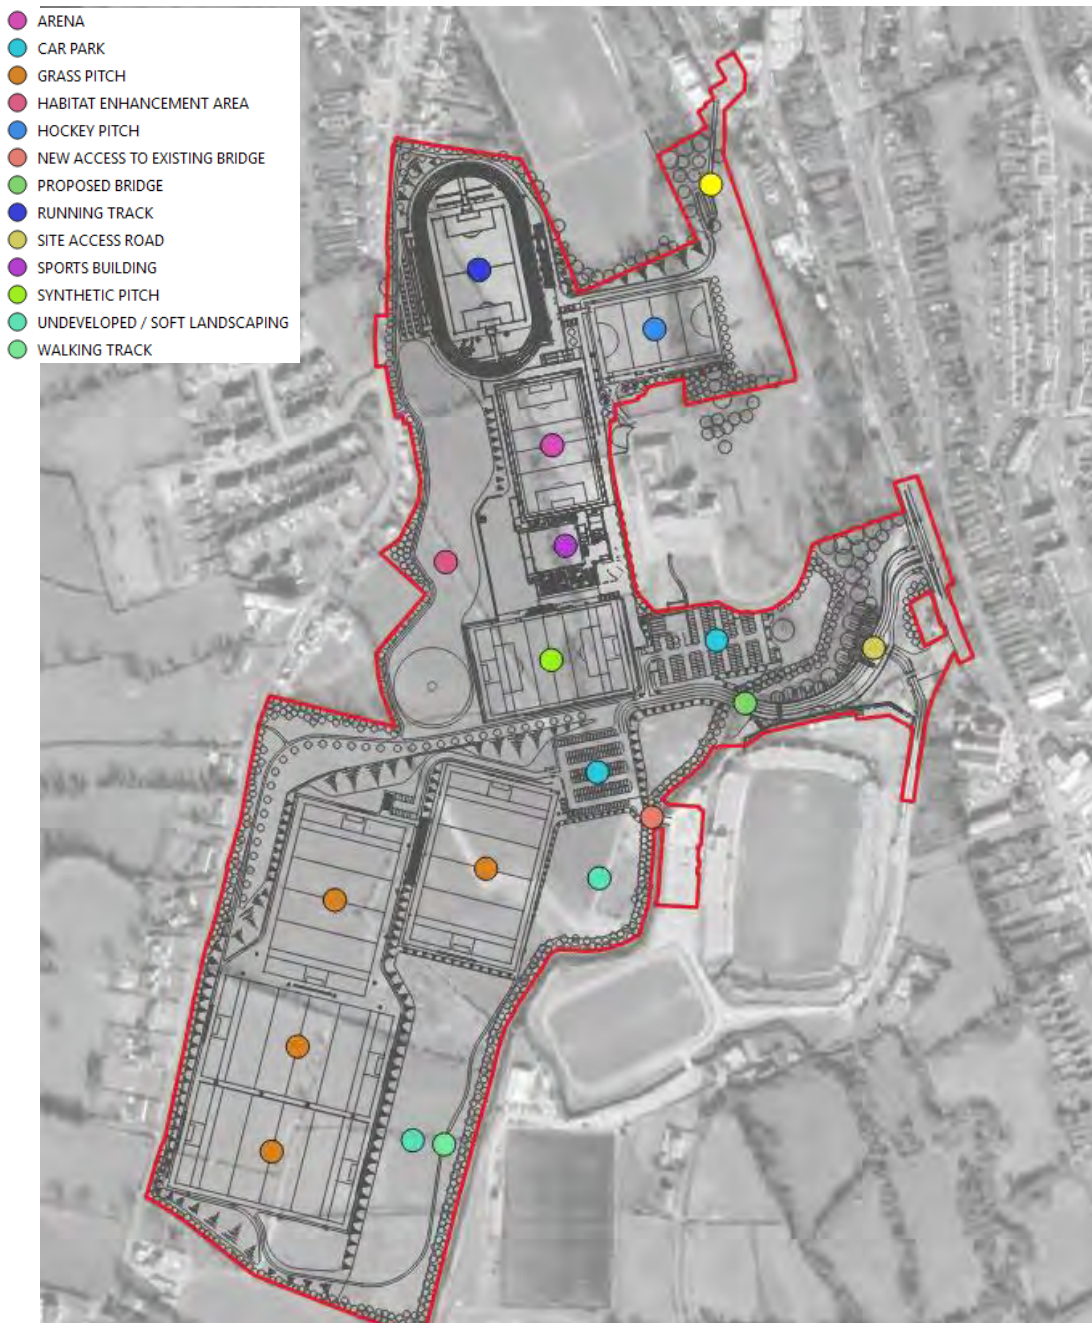 ARENA
CAR PARK
GRASS PITCH
HABITAT ENHANCEMENT AREA
HOCKEY PITCH
NEW ACCESS TO EXISTING BRIDGE
PROPOSED BRIDGE
RUNNING TRACK
SITE ACCESS ROAD
SPORTS BUILDING
SYNTHETIC PITCH
UNDEVELOPED / SOFT LANDSCAPING
WALKING TRACK